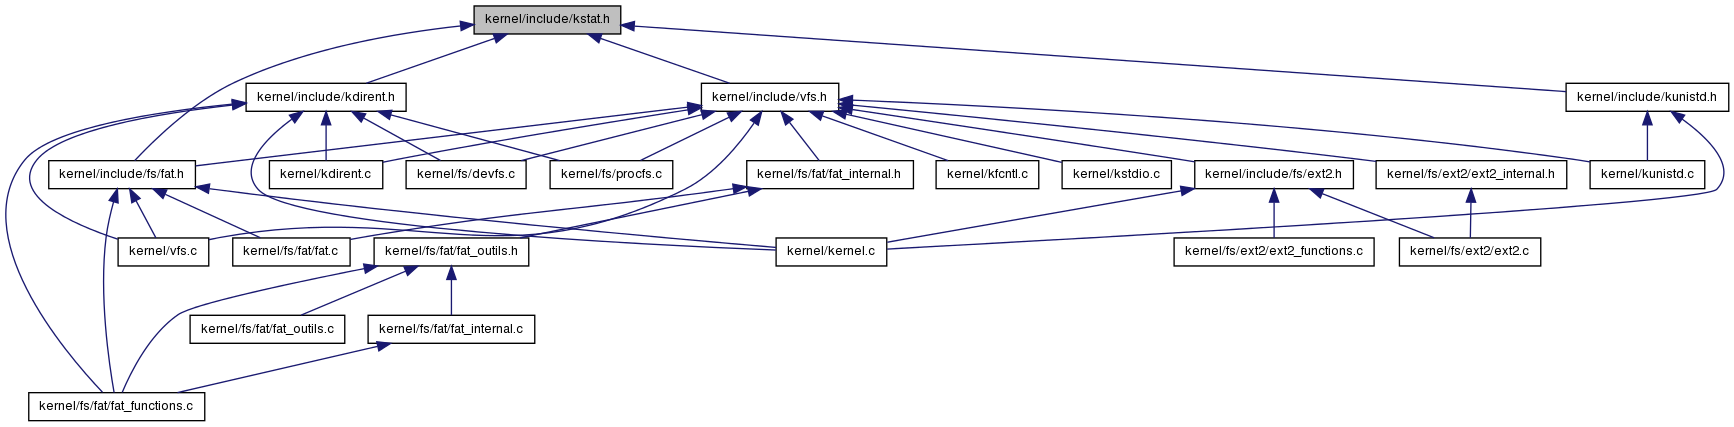 kernel/include/kstat.h
kernel/include/kdirent.h
kernel/include/vfs.h
kernel/include/kunistd.h
kernel/include/fs/fat.h
kernel/kdirent.c
kernel/fs/devfs.c
kernel/fs/procfs.c
kernel/fs/fat/fat_internal.h
kernel/kfcntl.c
kernel/kstdio.c
kernel/include/fs/ext2.h
kernel/fs/ext2/ext2_internal.h
kernel/kunistd.c
kernel/vfs.c
kernel/fs/fat/fat.c
kernel/fs/fat/fat_outils.h
kernel/kernel.c
kernel/fs/ext2/ext2_functions.c
kernel/fs/ext2/ext2.c
kernel/fs/fat/fat_outils.c
kernel/fs/fat/fat_internal.c
kernel/fs/fat/fat_functions.c